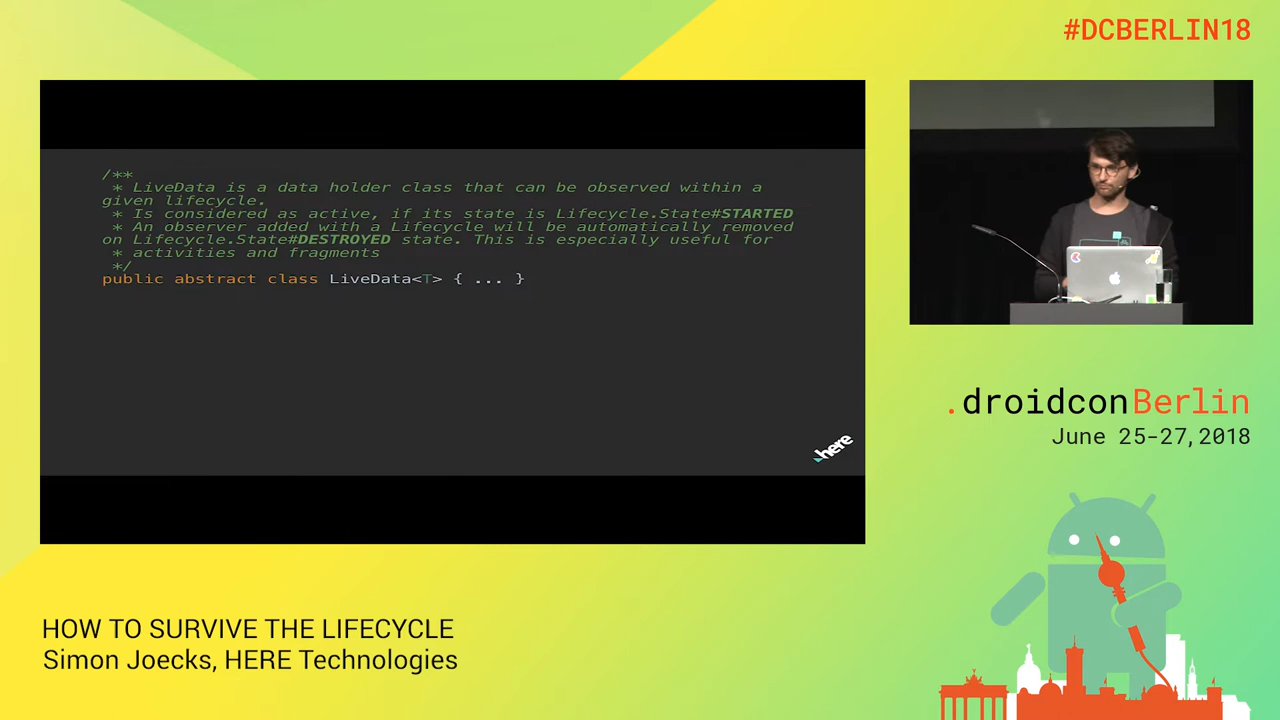 #DCBERLIN18
/**
* LiveData is a data holder class that can be observed within a
given lifecycle.
* Is considered as active, if its state is Lifecycle.State#STARTED
* An observer added with a Lifecycle will be automatically removed
on Lifecycle.State#DESTROYED state. This is especially useful for
* activities and fragments
*/
public abstract class LiveData<T> { ... }
here
.droidconBerlin
June 25-27,2018
HOW TO SURVIVE THE LIFECYCLE
Simon Joecks, HERE Technologies